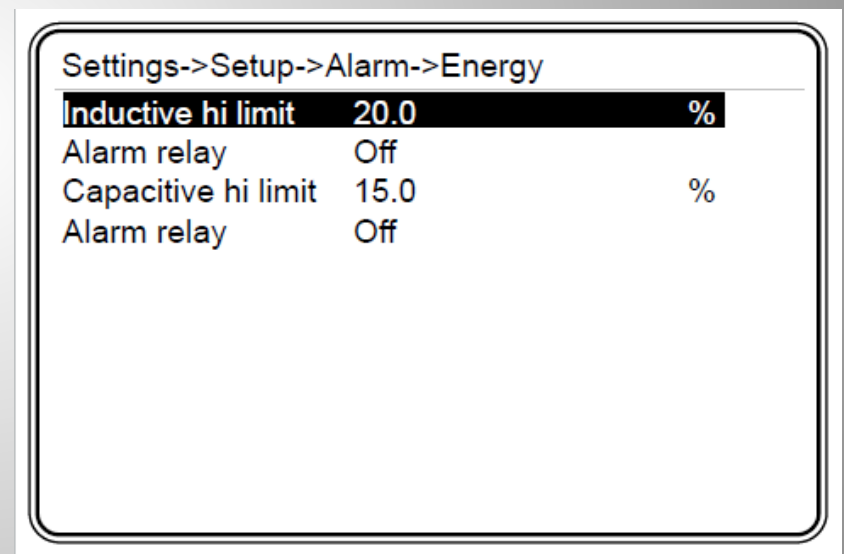 Settings->Setup->Alarm->Energy
Inductive hi limit 20.0 %
Alarm relay Off
Capacitive hi limit 15.0 %
Alarm relay Off